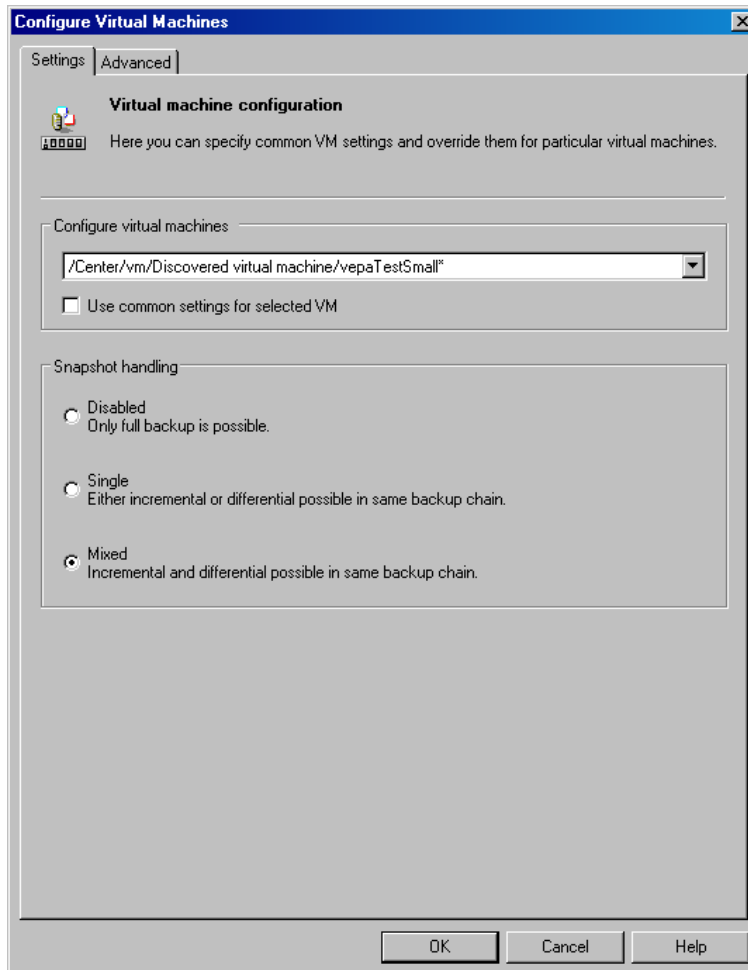 Configure Virtual Machines
Settings
Advanced
Virtual machine configuration
Here you can specify common VM settings and override them for particular virtual machines.
Configure virtual machines
/Center/vm/Discovered virtual machine/vepaTestSmall*
Use common settings for selected VM
Snapshot handling
Disabled
Only full backup is possible.
Single
Either incremental or differential possible in same backup chain.
Mixed
Incremental and differential possible in same backup chain.
OK
Cancel
Help